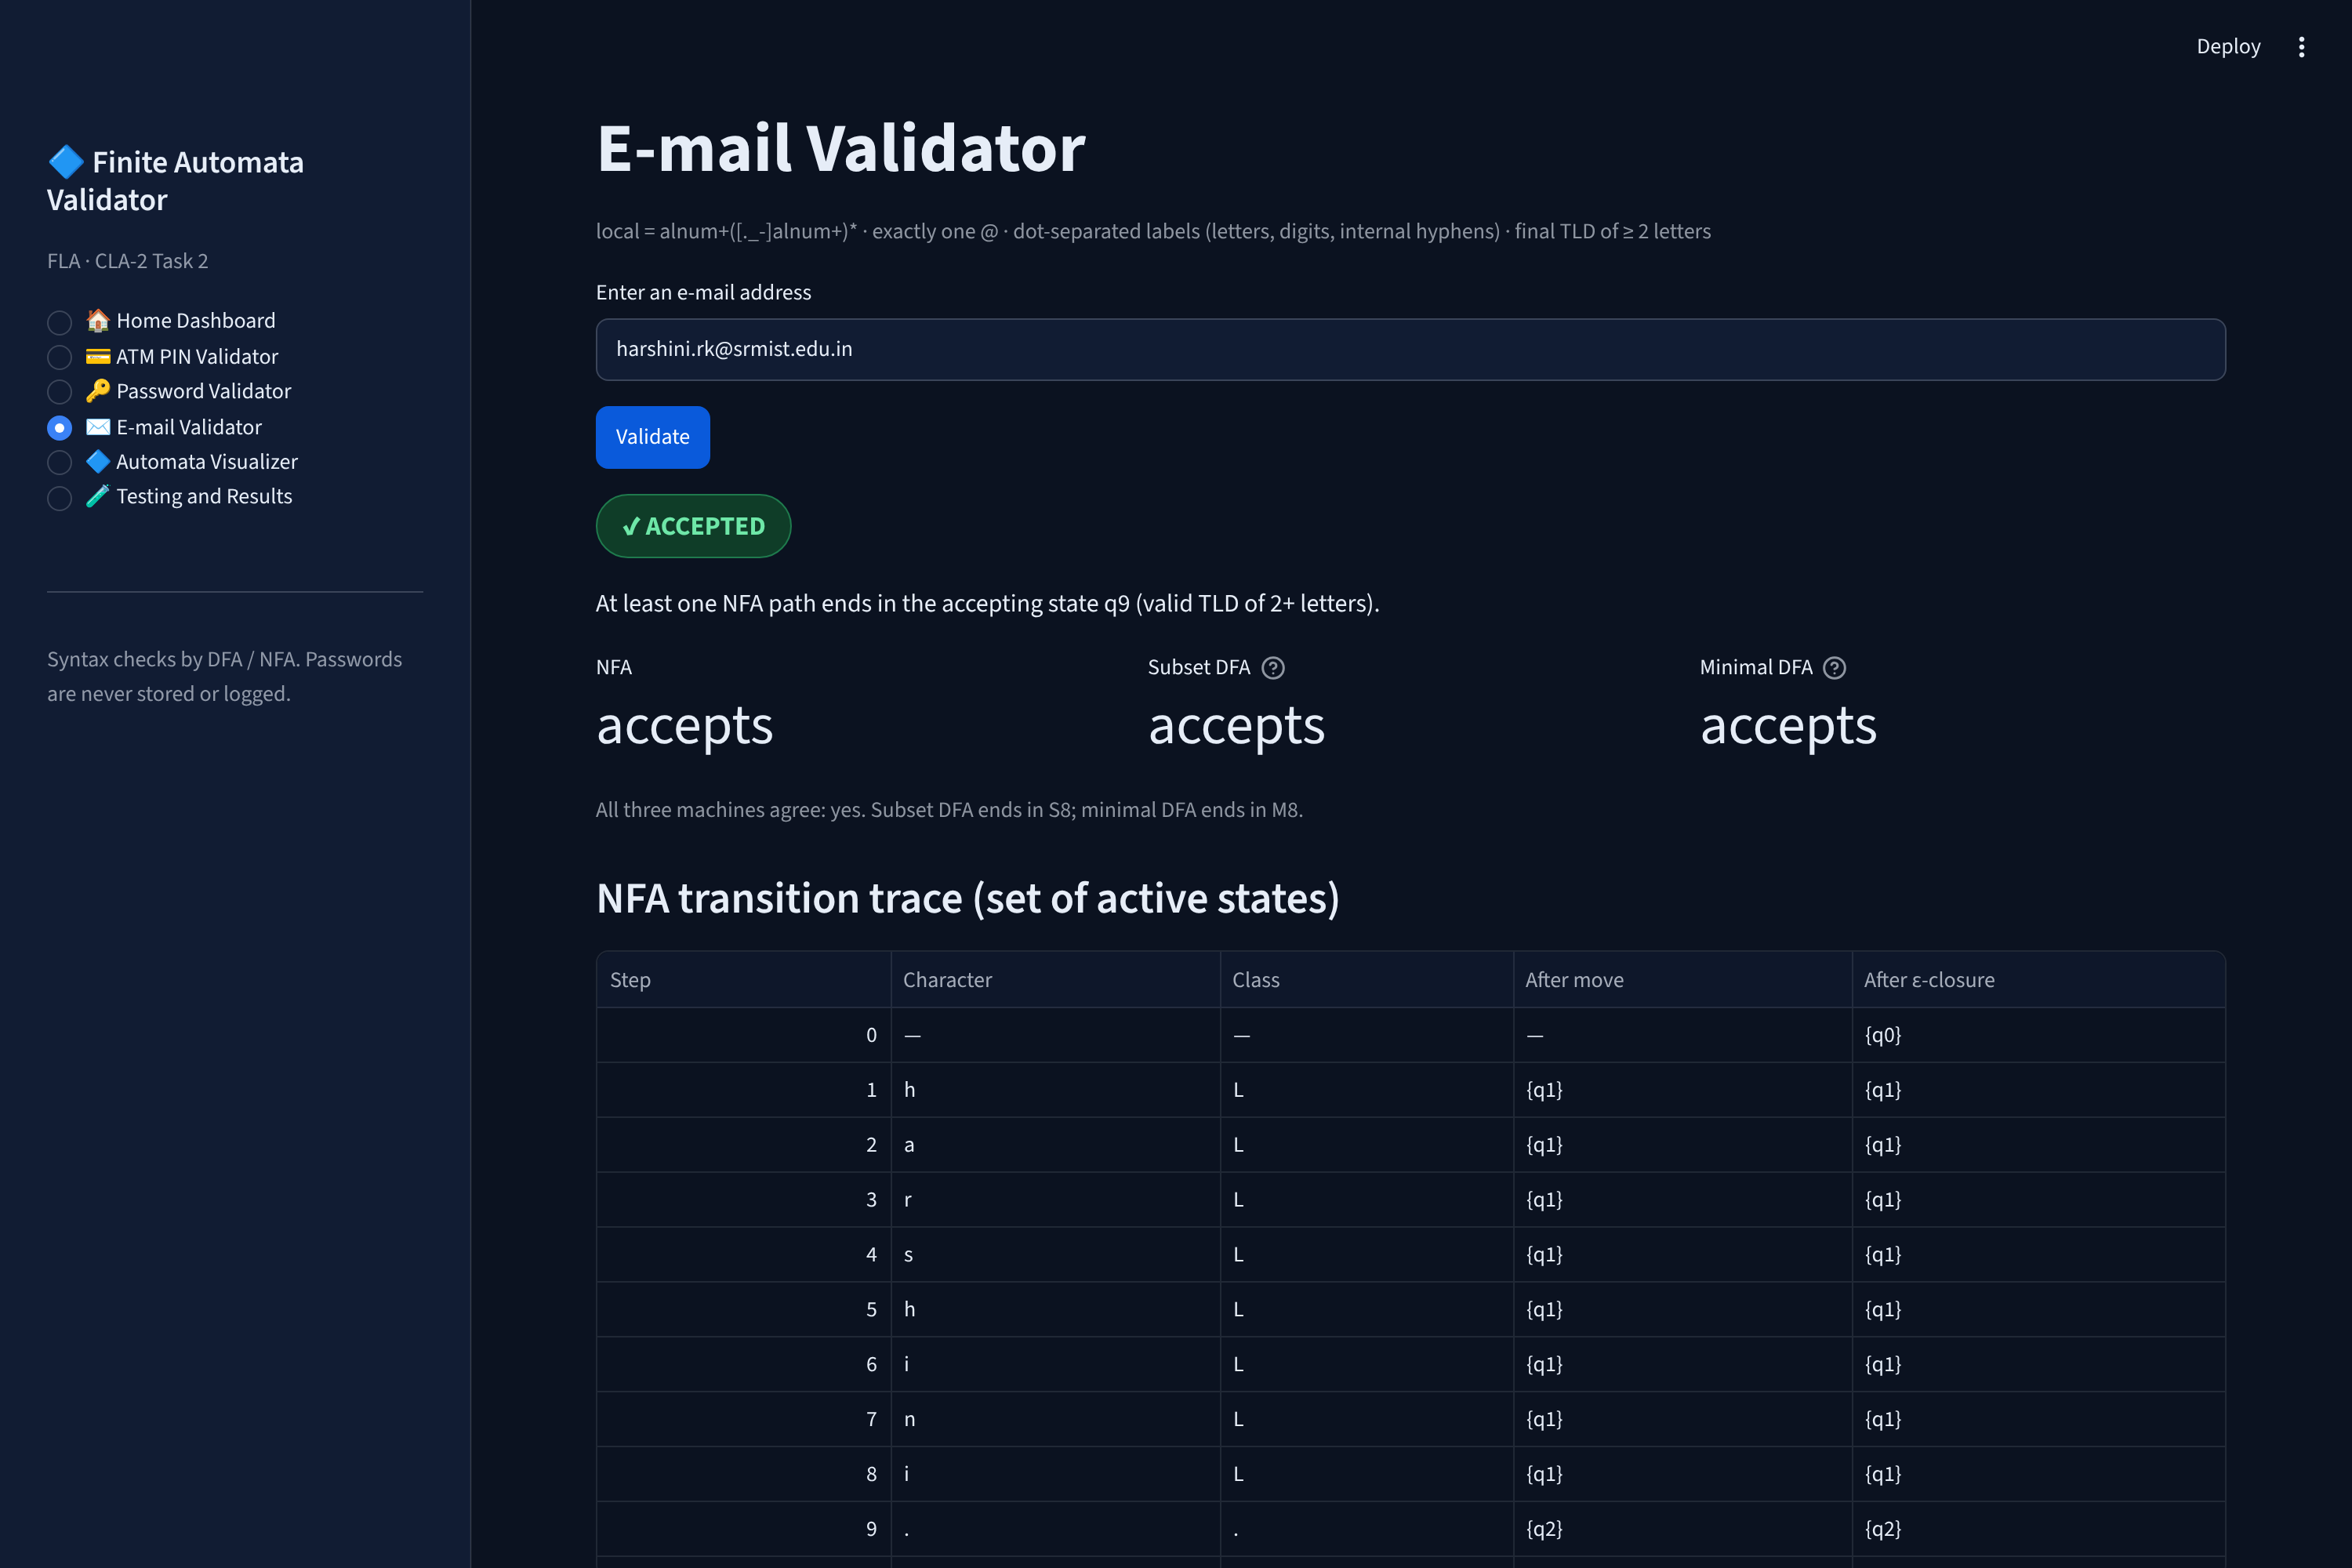 Deploy
🔷 Finite Automata
Validator
FLA · CLA-2 Task 2
🏠 Home Dashboard
💳 ATM PIN Validator
🔑 Password Validator
✉️ E-mail Validator
🔷 Automata Visualizer
🧪 Testing and Results
Syntax checks by DFA / NFA. Passwords
are never stored or logged.
E-mail Validator
local = alnum+([._-]alnum+)* · exactly one @ · dot-separated labels (letters, digits, internal hyphens) · final TLD of ≥ 2 letters
Enter an e-mail address
harshini.rk@srmist.edu.in
Validate
✓ ACCEPTED
At least one NFA path ends in the accepting state q9 (valid TLD of 2+ letters).
NFA Subset DFA Minimal DFA
accepts accepts accepts
All three machines agree: yes. Subset DFA ends in S8; minimal DFA ends in M8.
NFA transition trace (set of active states)
Step Character Class After move After ε-closure
0 — — — {q0}
1 h L {q1} {q1}
2 a L {q1} {q1}
3 r L {q1} {q1}
4 s L {q1} {q1}
5 h L {q1} {q1}
6 i L {q1} {q1}
7 n L {q1} {q1}
8 i L {q1} {q1}
9 . . {q2} {q2}